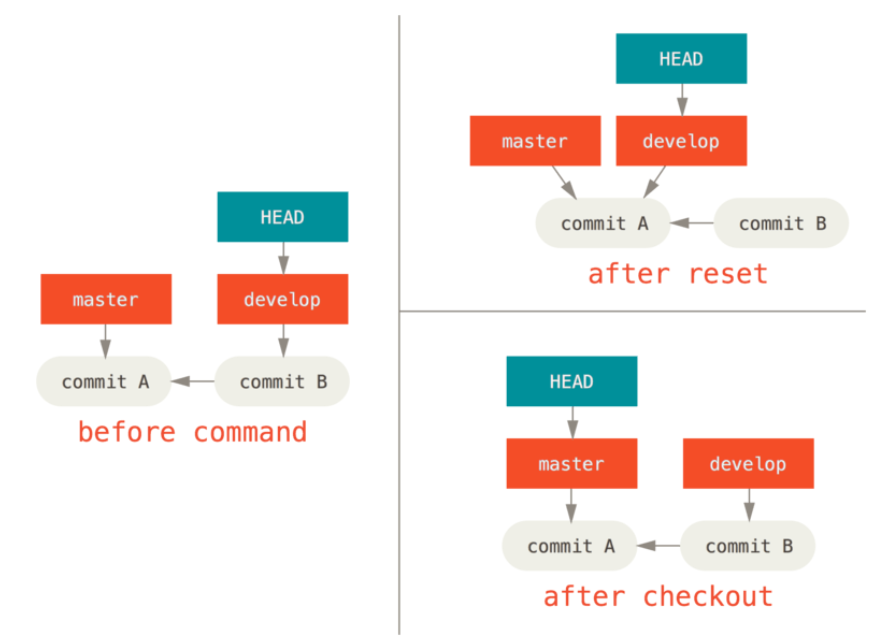 HEAD
master
develop
commit A
commit B
before command
HEAD
master
develop
commit A
commit B
after reset
HEAD
master
develop
commit A
commit B
after checkout